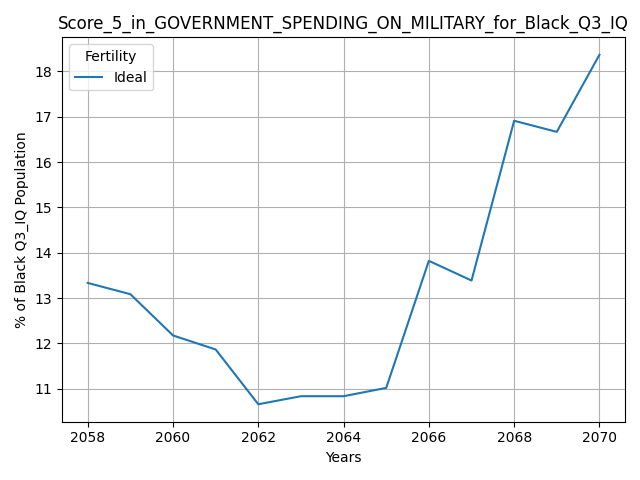 Score_5_in_GOVERNMENT_SPENDING_ON_MILITARY_for_Black_Q3_IQ
Fertility
Ideal
% of Black Q3_IQ Population
18
17
16
15
14
13
12
11
2058 2060 2062 2064 2066 2068 2070
Years